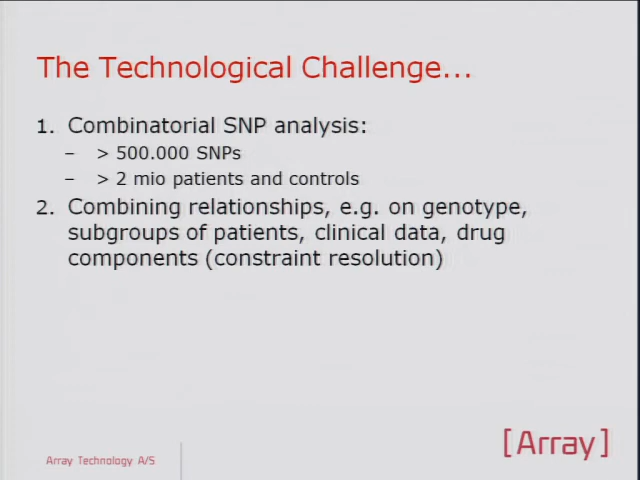 The Technological Challenge...
1. Combinatorial SNP analysis:
– > 500.000 SNPs
– > 2 mio patients and controls
2. Combining relationships, e.g. on genotype,
subgroups of patients, clinical data, drug
components (constraint resolution)
Array Technology A/S
[Array]